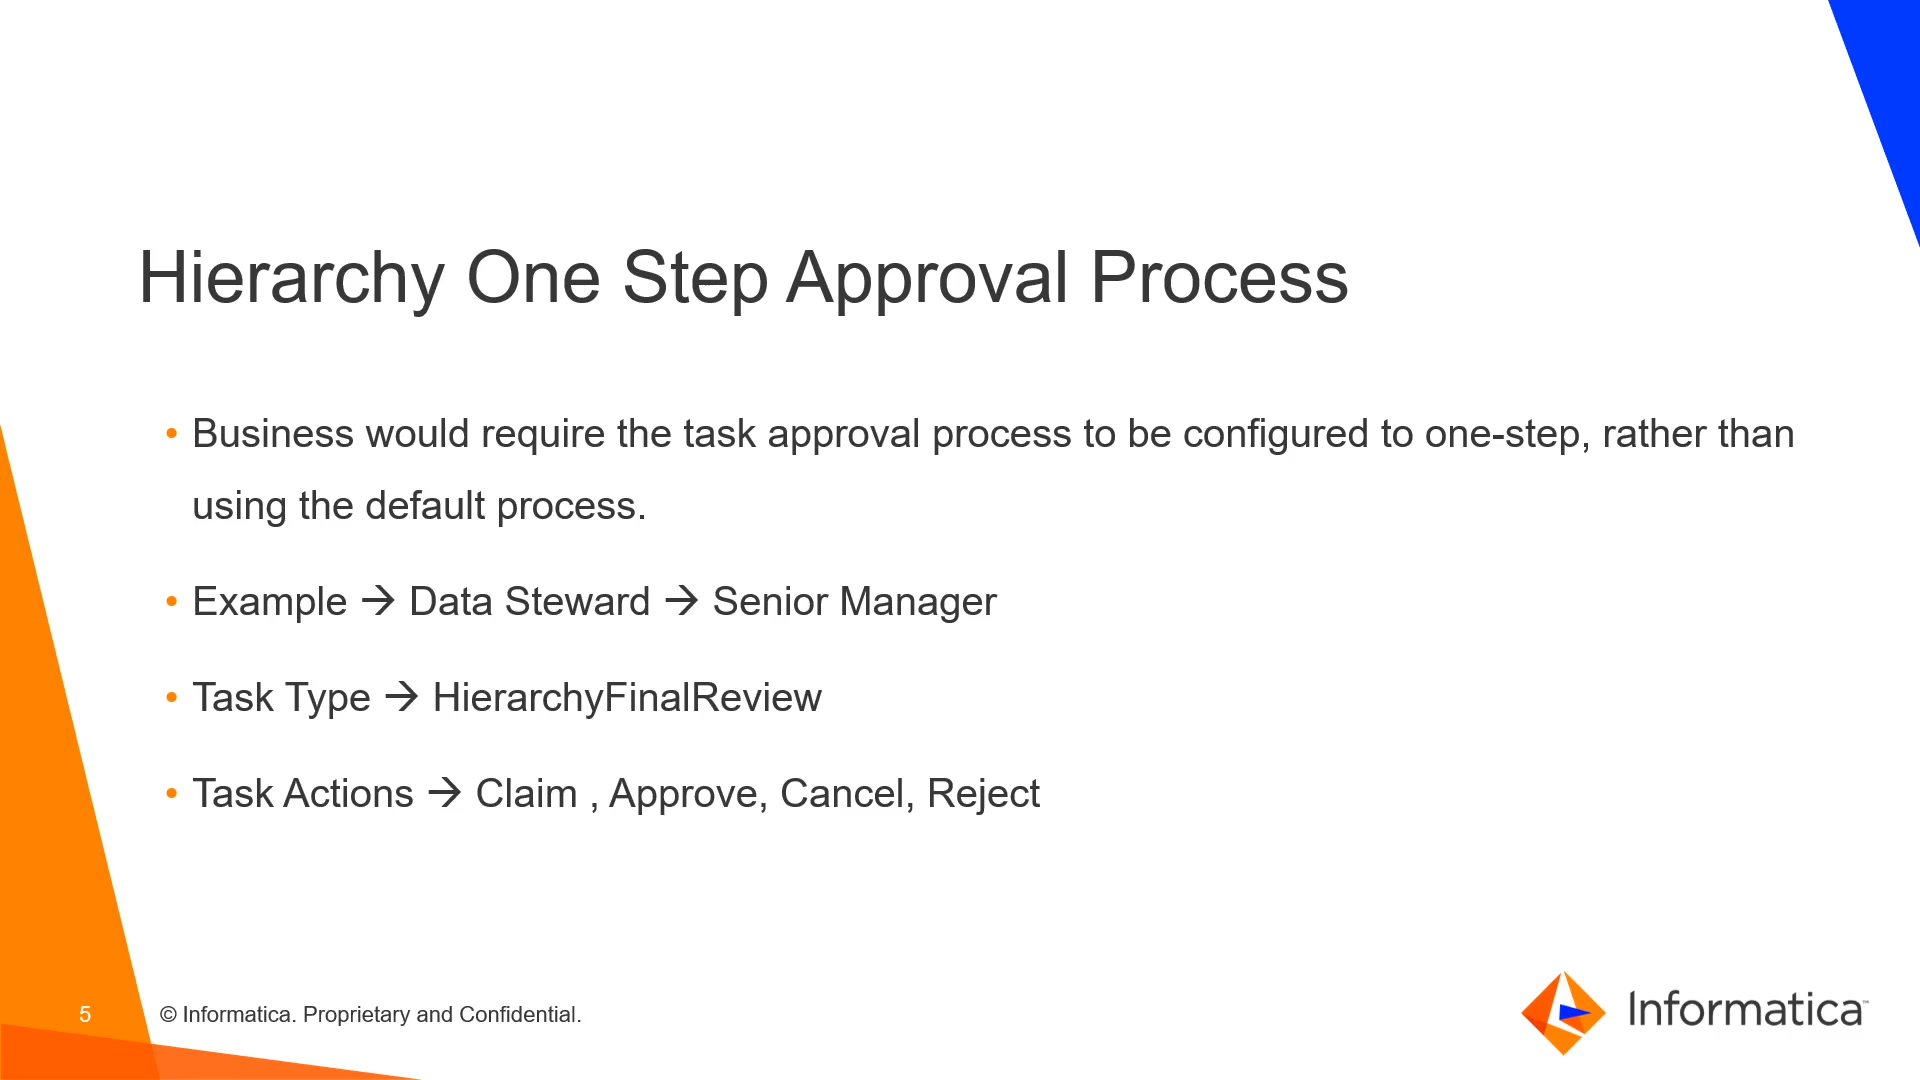 Hierarchy One Step Approval Process
• Business would require the task approval process to be configured to one-step, rather than
using the default process.
• Example → Data Steward → Senior Manager
• Task Type → HierarchyFinalReview
• Task Actions → Claim , Approve, Cancel, Reject
5
© Informatica. Proprietary and Confidential.
Informatica™